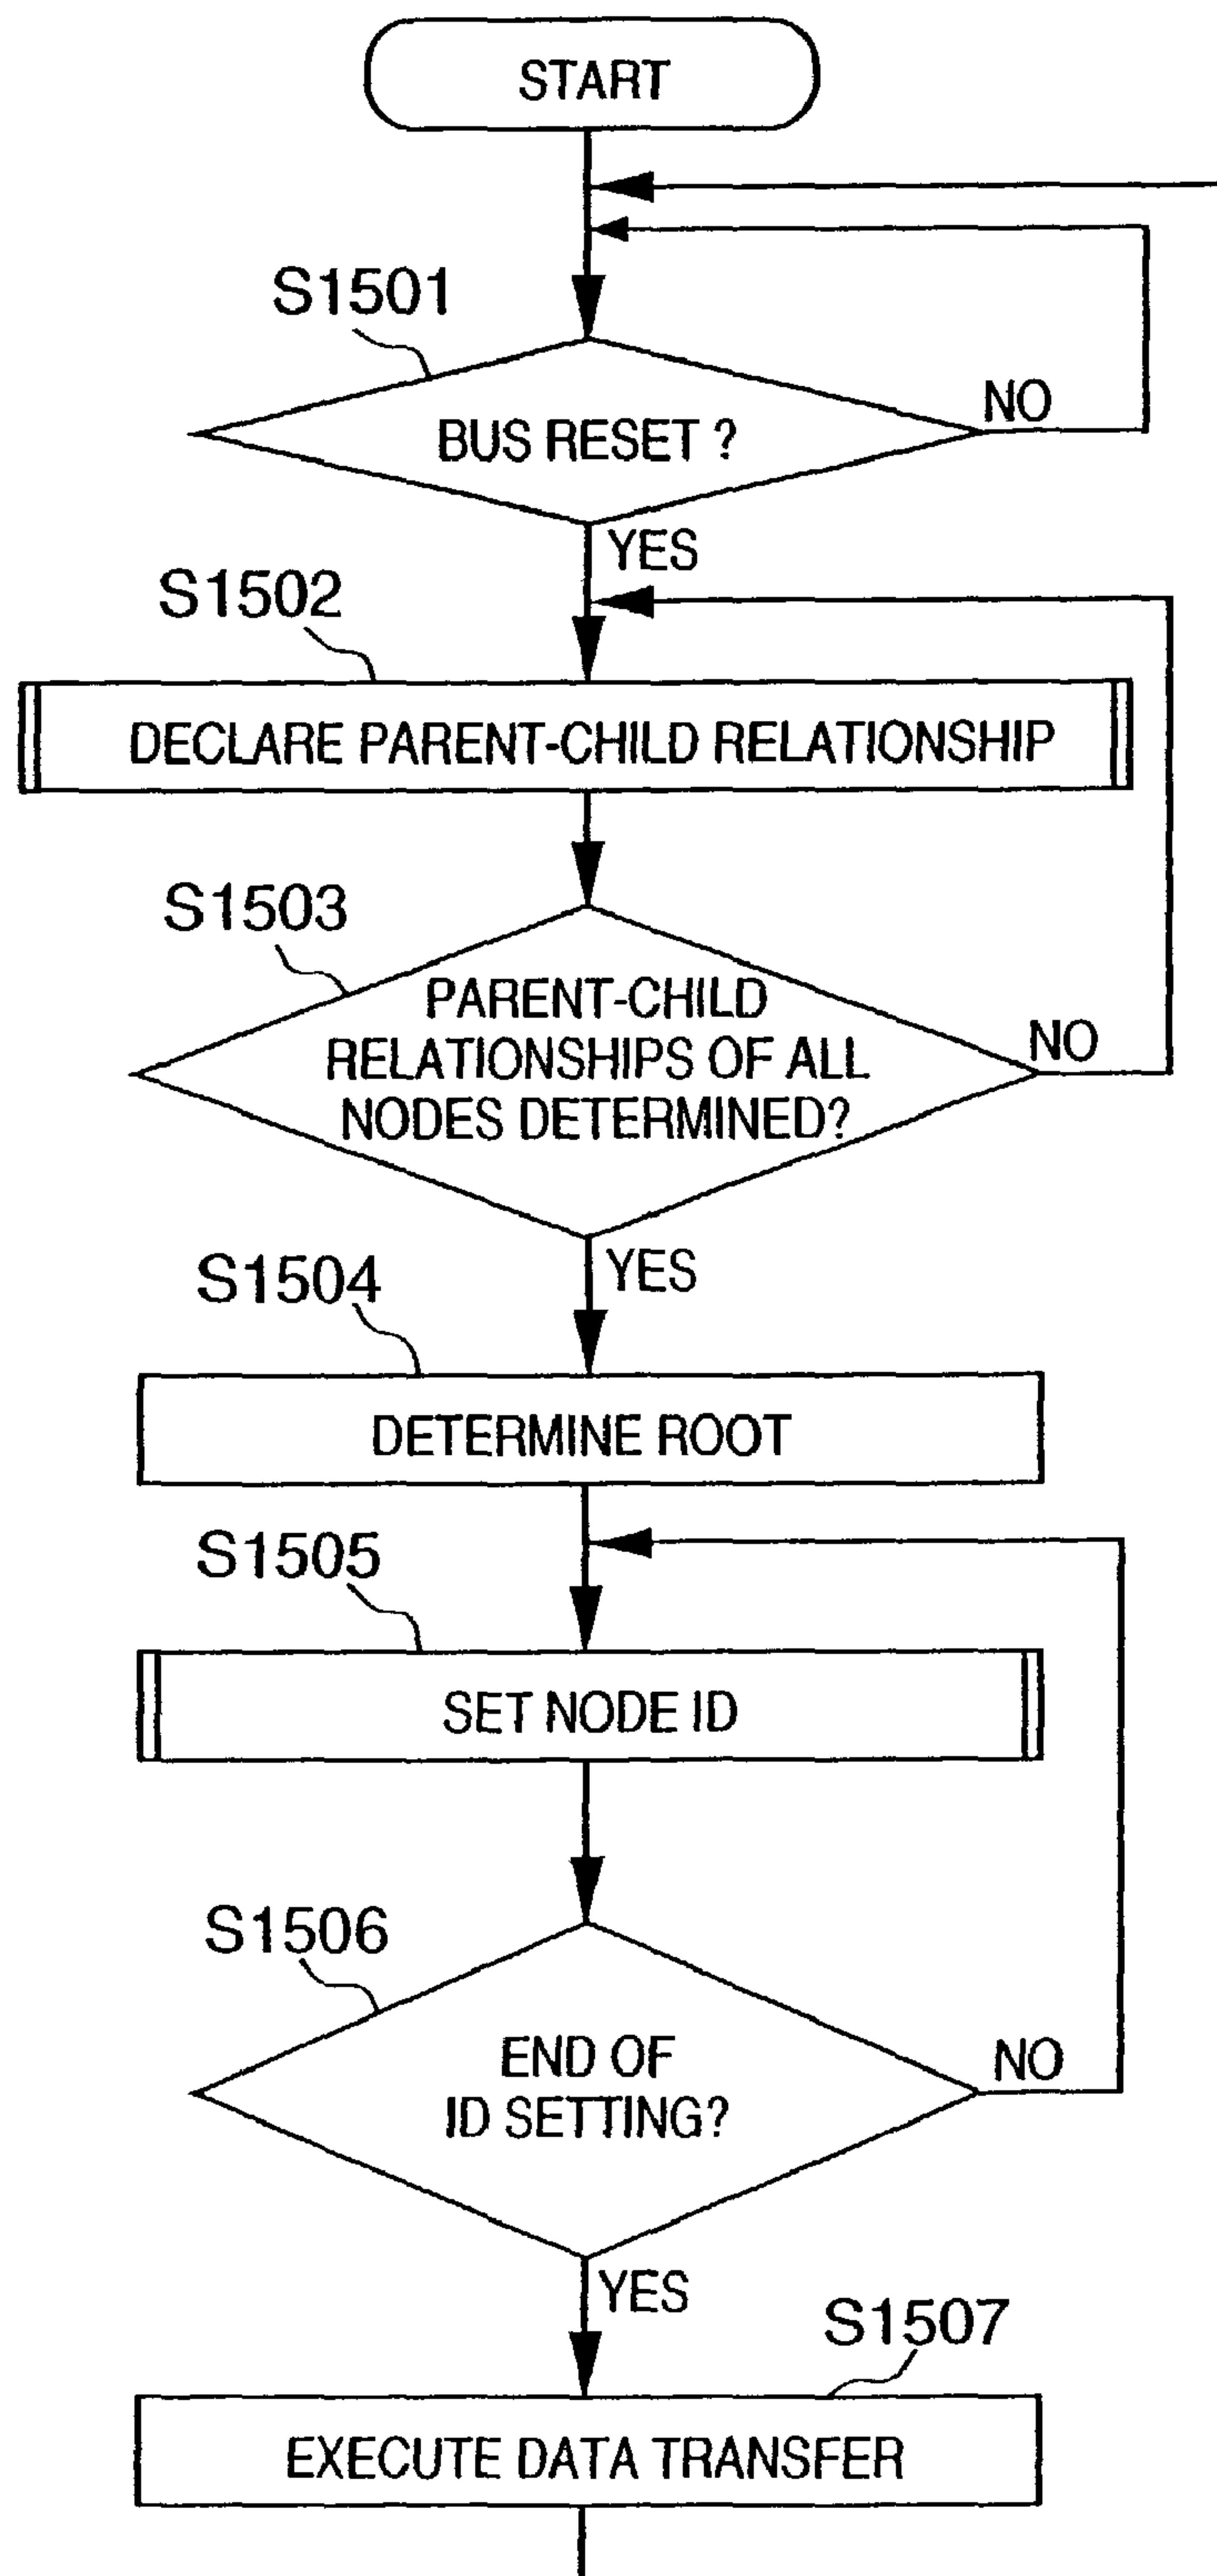 START
S1501
BUS RESET ?
NO
YES
S1502
DECLARE PARENT-CHILD RELATIONSHIP
S1503
PARENT-CHILD
RELATIONSHIPS OF ALL
NODES DETERMINED?
NO
YES
S1504
DETERMINE ROOT
S1505
SET NODE ID
S1506
END OF
ID SETTING?
NO
YES
S1507
EXECUTE DATA TRANSFER